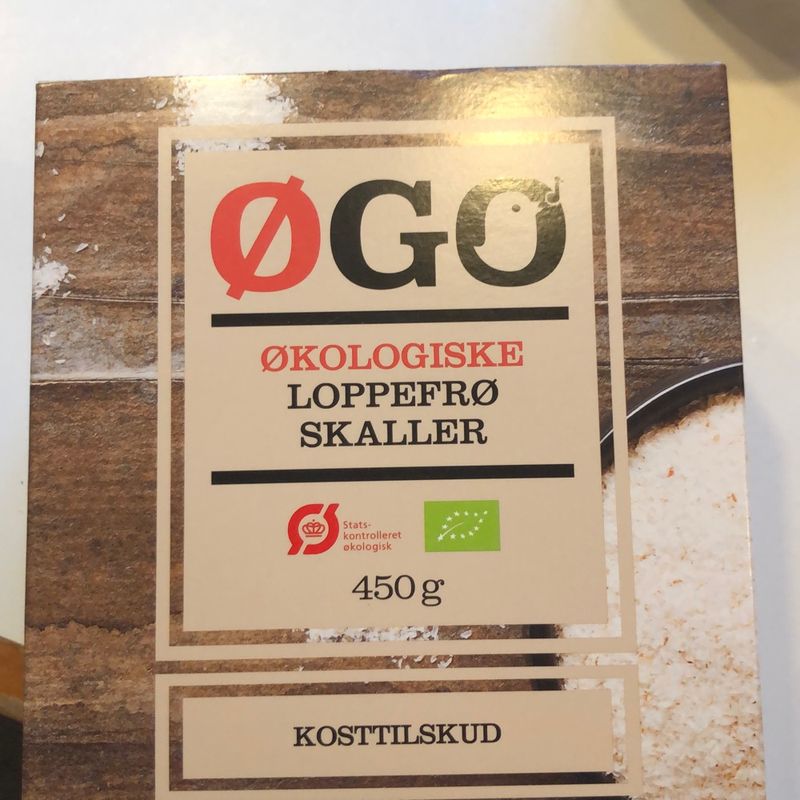 ØGO
ØKOLOGISKE
LOPPEFRØ
SKALLER
Stats-
kontrolleret
økologisk
450 g
KOSTTILSKUD